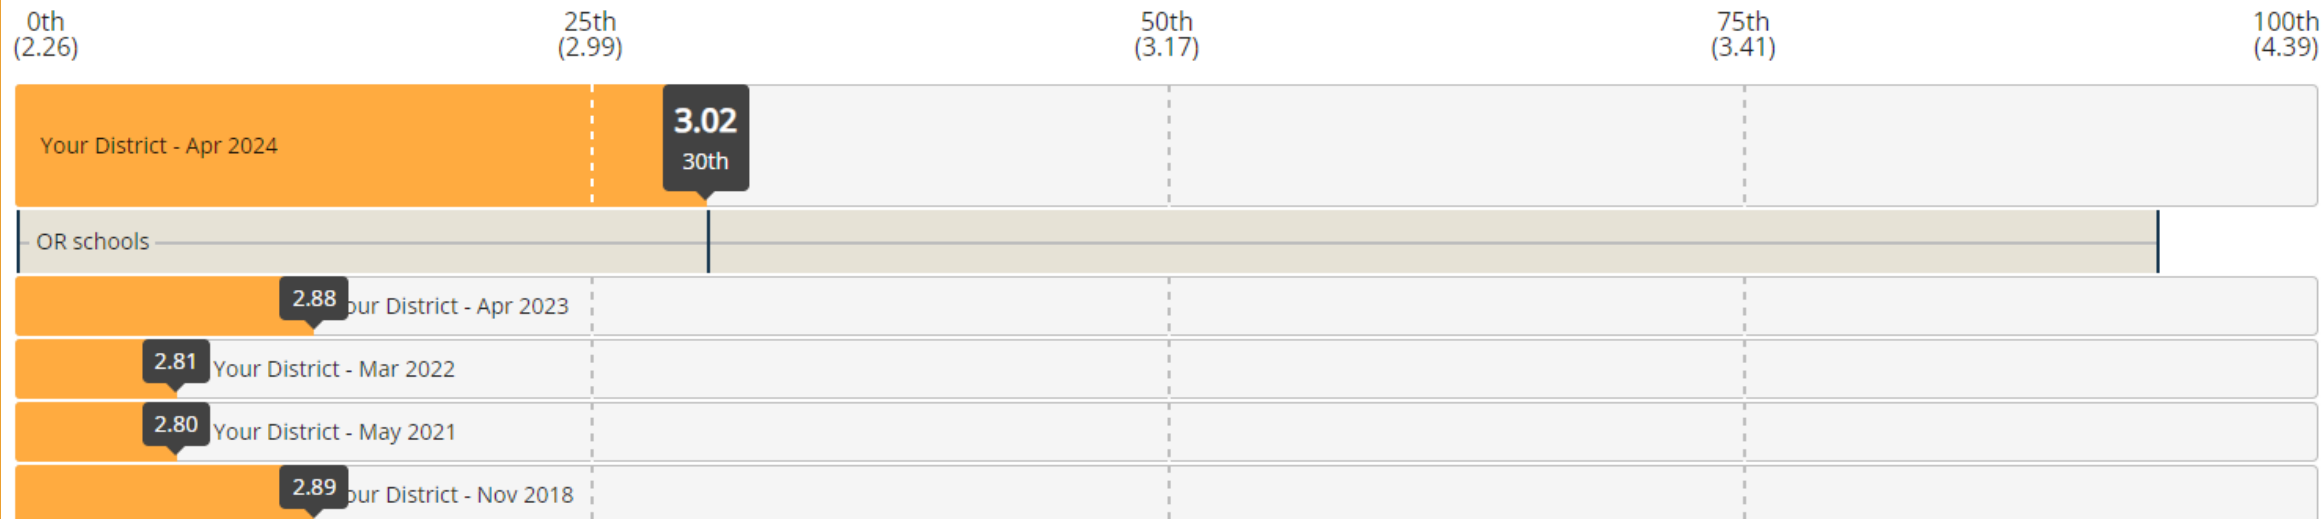 0th 25th 50th 75th 100th
(2.26) (2.99) (3.17) (3.41) (4.39)
3.02
Your District - Apr 2024
30th
OR schools
2.88 our District - Apr 2023
2.81 Your District - Mar 2022
2.80 Your District - May 2021
2.89 our District - Nov 2018